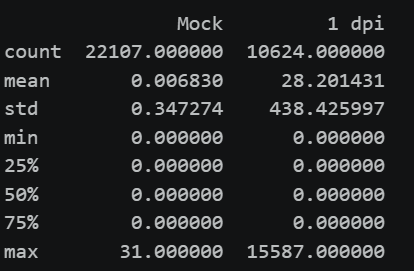 Mock 1 dpi
count 22107.000000 10624.000000
mean 0.006830 28.201431
std 0.347274 438.425997
min 0.000000 0.000000
25% 0.000000 0.000000
50% 0.000000 0.000000
75% 0.000000 0.000000
max 31.000000 15587.000000